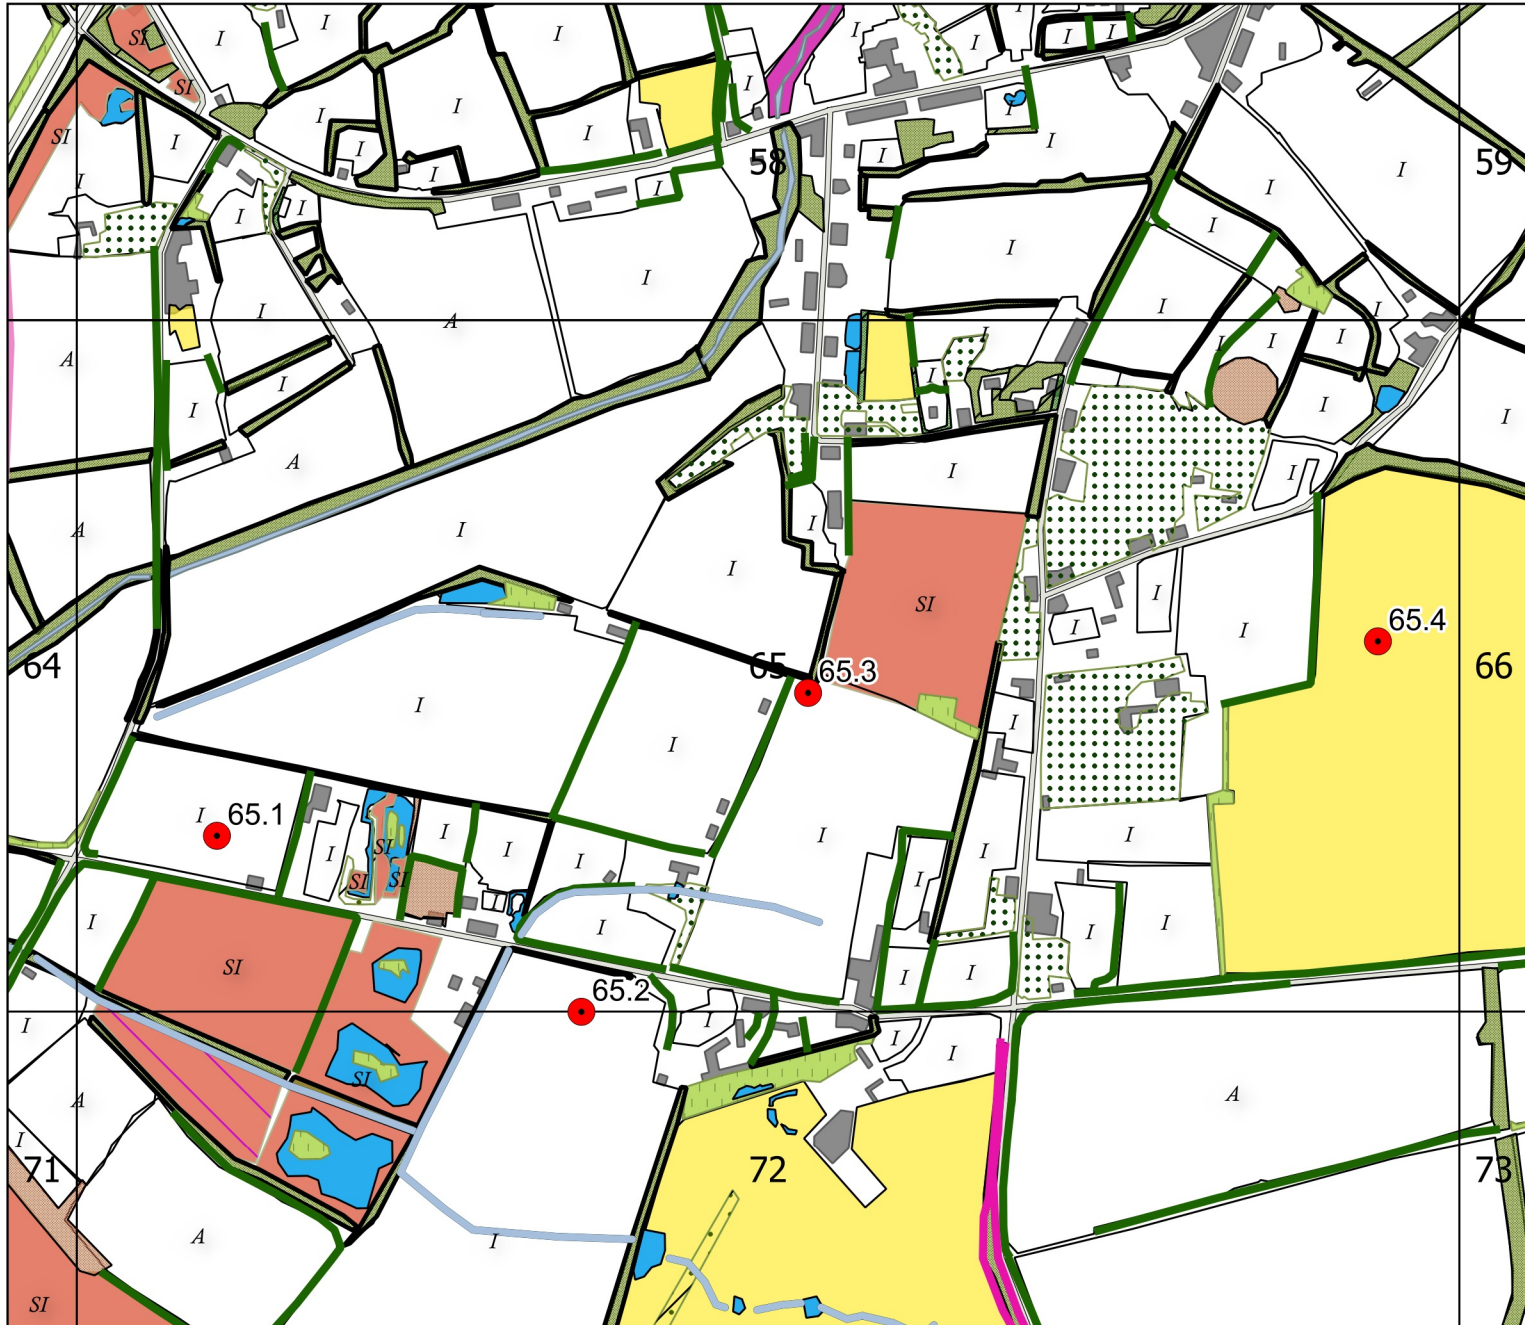 SI I I I I I I I
SI I I I I I I
SI I I I I I
58 59
I I I I I I
I I I I I
A I I I I I I I
A I I I I I
A I I I
A I I I
I SI I I I
65.4
64 65 65.3 66
I I I
I 65.1 I I I I I
SI I I I
SI SI I I I I
I SI I I I
65.2
I I I I
SI
A A
I
71 72 73
A I
SI